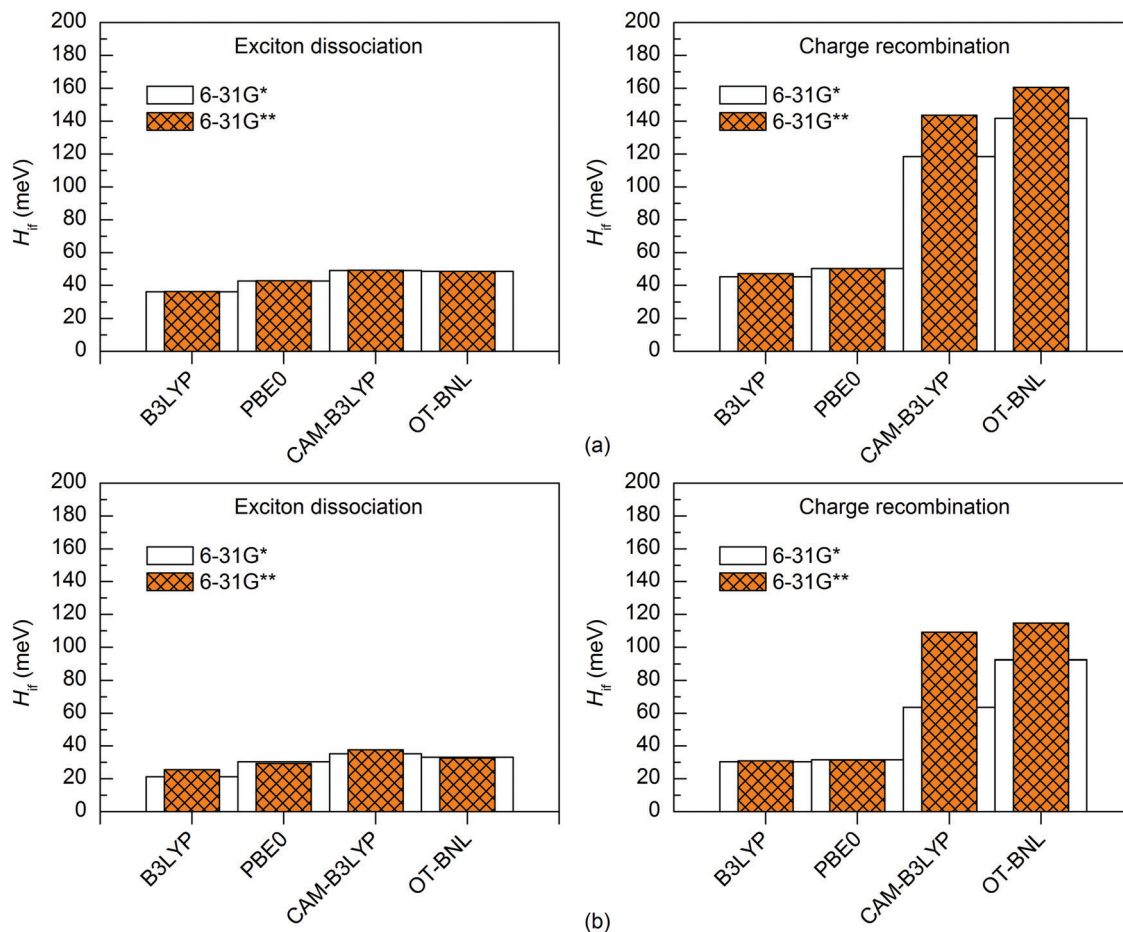 Exciton dissociation
6-31G*
6-31G**
H_if (meV)
200
180
160
140
120
100
80
60
40
20
0
B3LYP
PBE0
CAM-B3LYP
OT-BNL
Charge recombination
6-31G*
6-31G**
H_if (meV)
200
180
160
140
120
100
80
60
40
20
0
B3LYP
PBE0
CAM-B3LYP
OT-BNL
(a)
Exciton dissociation
6-31G*
6-31G**
H_if (meV)
200
180
160
140
120
100
80
60
40
20
0
B3LYP
PBE0
CAM-B3LYP
OT-BNL
Charge recombination
6-31G*
6-31G**
H_if (meV)
200
180
160
140
120
100
80
60
40
20
0
B3LYP
PBE0
CAM-B3LYP
OT-BNL
(b)